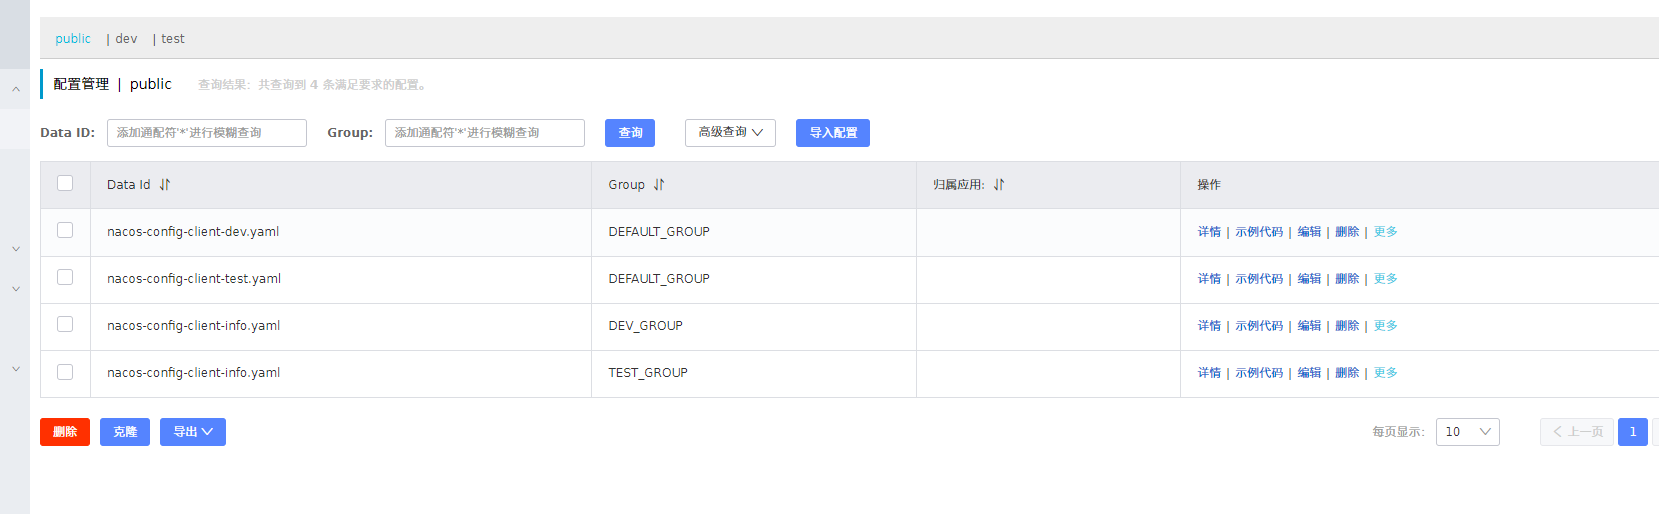 public | dev | test
配置管理 | public 查询结果：共查询到 4 条满足要求的配置。
Data ID: 添加通配符'*'进行模糊查询 Group: 添加通配符'*'进行模糊查询 查询 高级查询 导入配置
Data Id Group 归属应用: 操作
nacos-config-client-dev.yaml DEFAULT_GROUP 详情 | 示例代码 | 编辑 | 删除 | 更多
nacos-config-client-test.yaml DEFAULT_GROUP 详情 | 示例代码 | 编辑 | 删除 | 更多
nacos-config-client-info.yaml DEV_GROUP 详情 | 示例代码 | 编辑 | 删除 | 更多
nacos-config-client-info.yaml TEST_GROUP 详情 | 示例代码 | 编辑 | 删除 | 更多
删除 克隆 导出 每页显示: 10 上一页 1